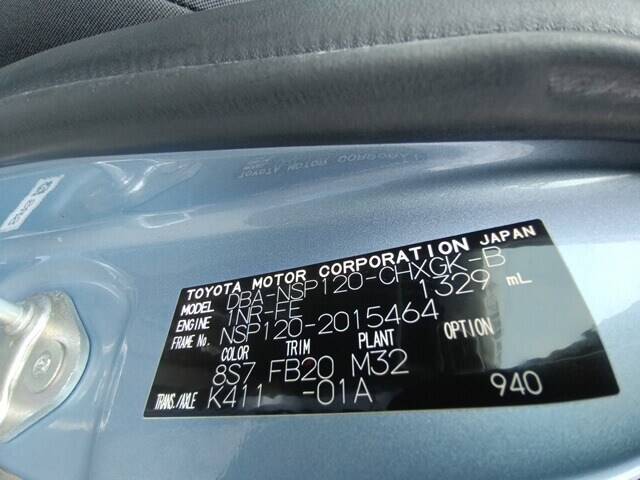 TOYOTA MOTOR CORPORATION JAPAN
MODEL DBA-NSP120-CHXGK-B
ENGINE 1NR-FE 1329 mL
FRAME No. NSP120-2015464
COLOR TRIM PLANT OPTION
8S7 FB20 M32
TRANS./AXLE K411 -01A 940